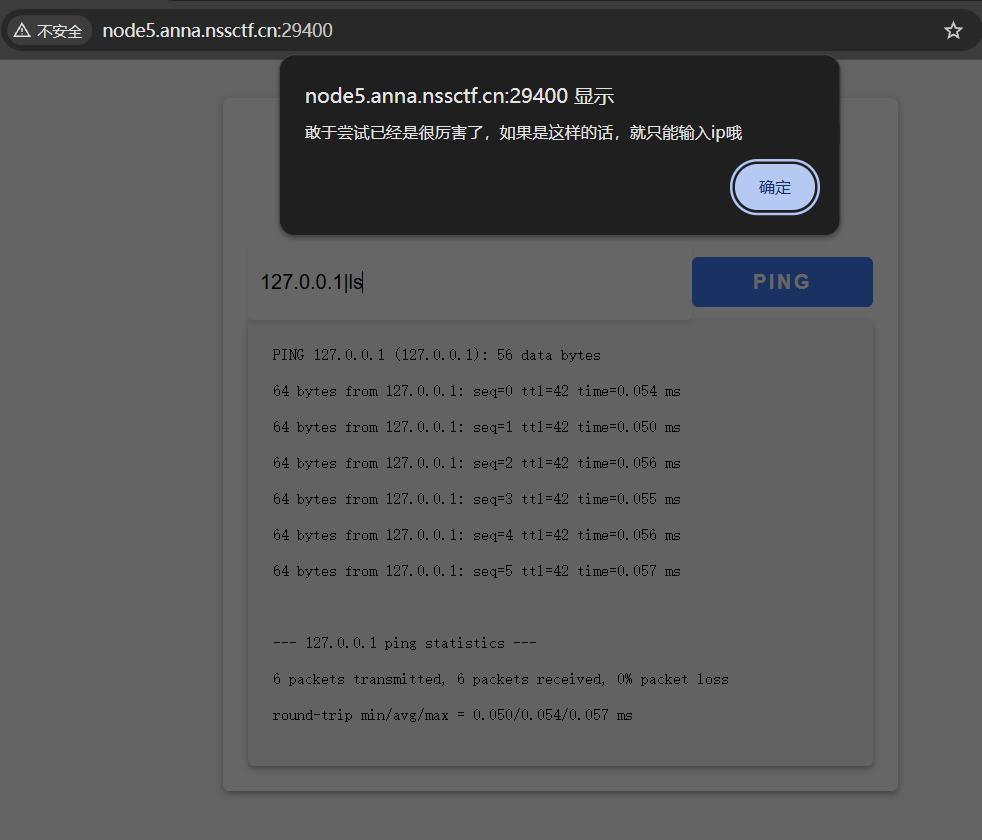 不安全 node5.anna.nssctf.cn:29400
node5.anna.nssctf.cn:29400 显示
敢于尝试已经是很厉害了，如果是这样的话，就只能输入ip哦
确定
127.0.0.1|ls PING
PING 127.0.0.1 (127.0.0.1): 56 data bytes
64 bytes from 127.0.0.1: seq=0 ttl=42 time=0.054 ms
64 bytes from 127.0.0.1: seq=1 ttl=42 time=0.050 ms
64 bytes from 127.0.0.1: seq=2 ttl=42 time=0.056 ms
64 bytes from 127.0.0.1: seq=3 ttl=42 time=0.055 ms
64 bytes from 127.0.0.1: seq=4 ttl=42 time=0.056 ms
64 bytes from 127.0.0.1: seq=5 ttl=42 time=0.057 ms
--- 127.0.0.1 ping statistics ---
6 packets transmitted, 6 packets received, 0% packet loss
round-trip min/avg/max = 0.050/0.054/0.057 ms